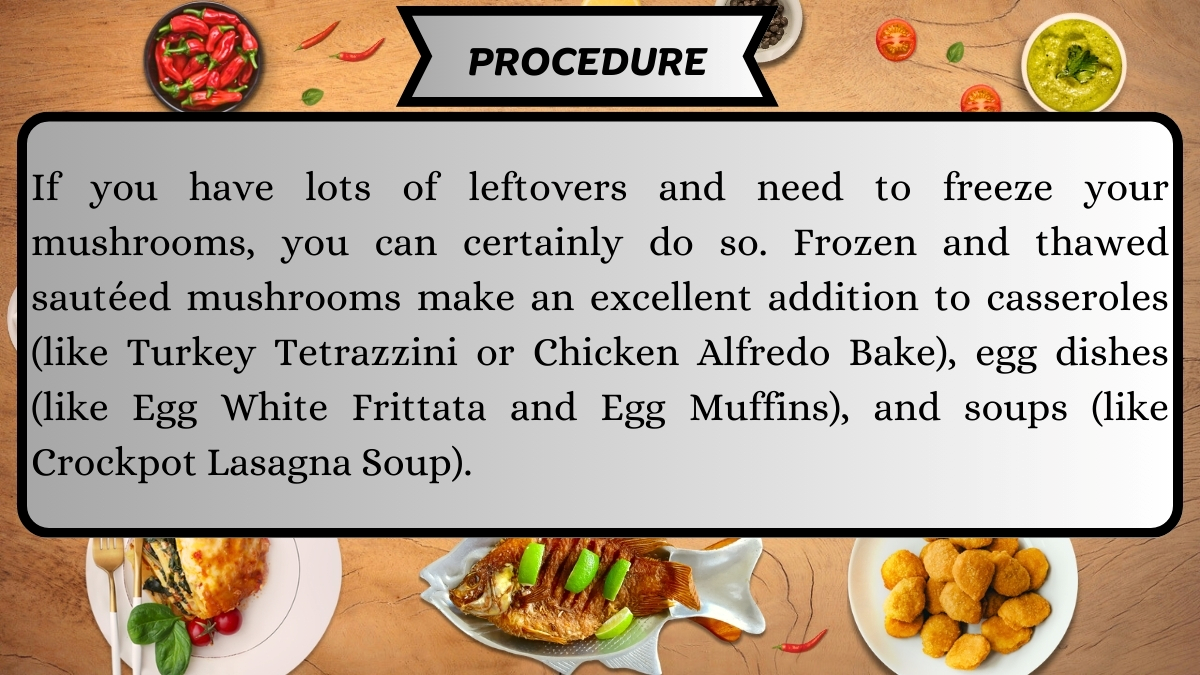 PROCEDURE
If you have lots of leftovers and need to freeze your
mushrooms, you can certainly do so. Frozen and thawed
sautéed mushrooms make an excellent addition to casseroles
(like Turkey Tetrazzini or Chicken Alfredo Bake), egg dishes
(like Egg White Frittata and Egg Muffins), and soups (like
Crockpot Lasagna Soup).